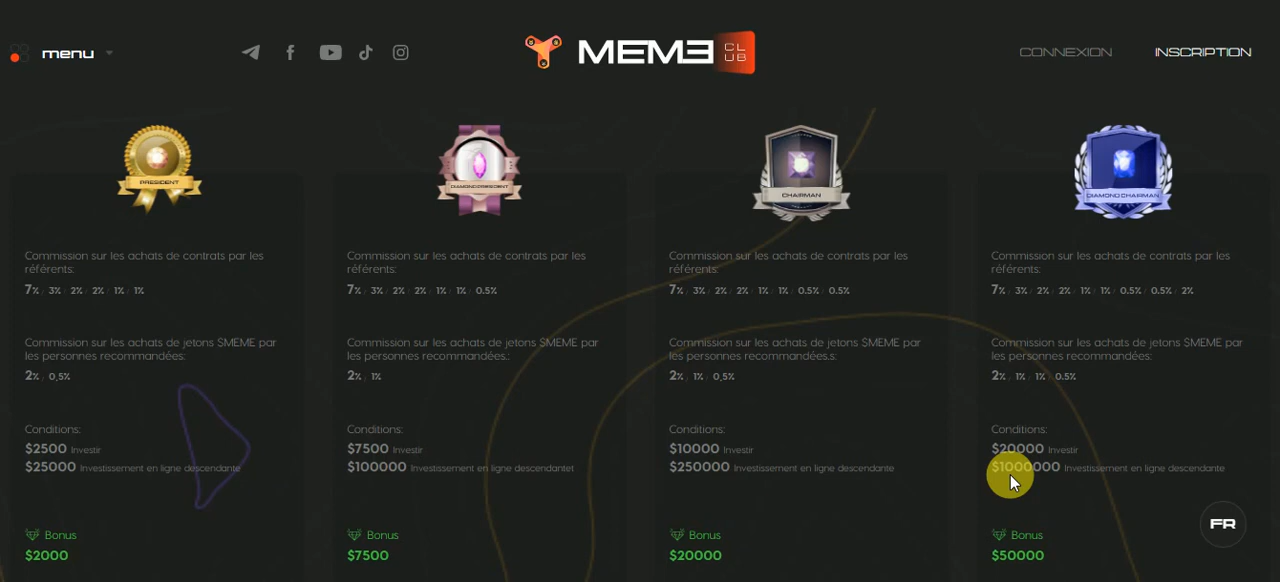 menu
MEME CLUB
CONNEXION
INSCRIPTION
PRESIDENT
DIAMOND PRESIDENT
CHAIRMAN
DIAMOND CHAIRMAN
Commission sur les achats de contrats par les
référents:
7% / 3% / 2% / 2% / 1% / 1%
Commission sur les achats de jetons $MEME par
les personnes recommandées:
2% / 0,5%
Conditions:
$2500 Investir
$25000 Investissement en ligne descendante
Bonus
$2000
Commission sur les achats de contrats par les
référents:
7% / 3% / 2% / 2% / 1% / 1% / 0.5%
Commission sur les achats de jetons $MEME par
les personnes recommandées.:
2% / 1%
Conditions:
$7500 Investir
$100000 Investissement en ligne descendantet
Bonus
$7500
Commission sur les achats de contrats par les
référents:
7% / 3% / 2% / 2% / 1% / 1% / 0.5% / 0.5%
Commission sur les achats de jetons $MEME par
les personnes recommandées.s:
2% / 1% / 0,5%
Conditions:
$10000 Investir
$250000 Investissement en ligne descendante
Bonus
$20000
Commission sur les achats de contrats par les
référents:
7% / 3% / 2% / 2% / 1% / 1% / 0.5% / 0.5% / 2%
Commission sur les achats de jetons $MEME par
les personnes recommandées:
2% / 1% / 1% / 0.5%
Conditions:
$20000 Investir
$1000000 Investissement en ligne descendante
Bonus
$50000
FR